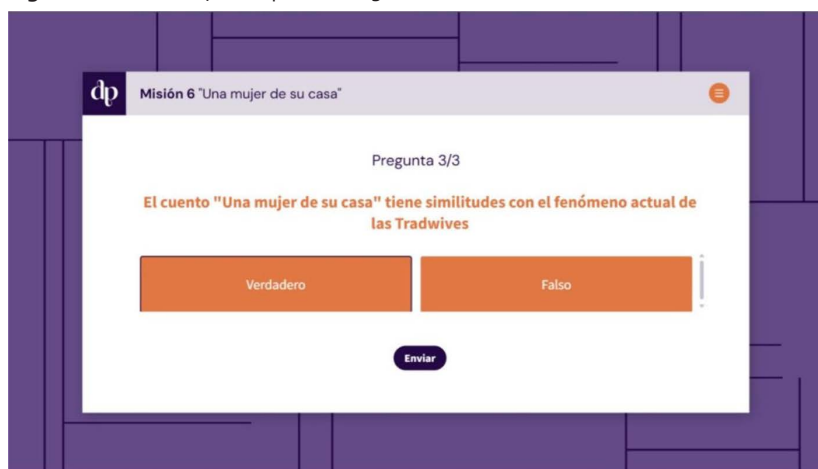 dp
Misión 6 "Una mujer de su casa"
Pregunta 3/3
El cuento "Una mujer de su casa" tiene similitudes con el fenómeno actual de
las Tradwives
Verdadero
Falso
Enviar